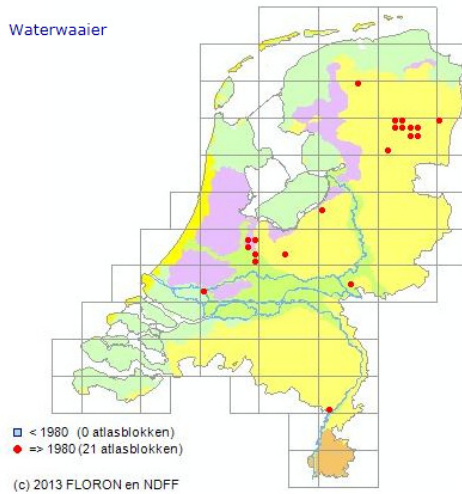 Waterwaaier
< 1980 (0 atlasblokken)
=> 1980 (21 atlasblokken)
(c) 2013 FLORON en NDFF